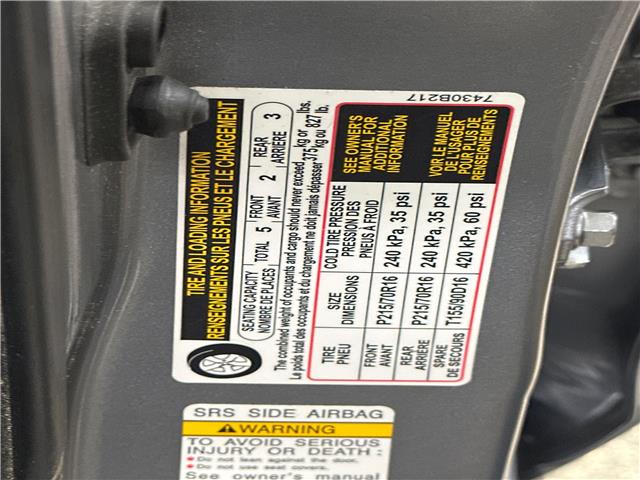 TIRE AND LOADING INFORMATION
RENSEIGNEMENTS SUR LES PNEUS ET LE CHARGEMENT
SEATING CAPACITY TOTAL 5 FRONT 2 REAR 3
NOMBRE DE PLACES AVANT ARRIÈRE
The combined weight of occupants and cargo should never exceed 375 kg or 827 lbs.
Le poids total des occupants et du chargement ne doit jamais dépasser kg ou lb.
TIRE SIZE COLD TIRE PRESSURE SEE OWNER'S
PNEU DIMENSIONS PRESSION DES MANUAL FOR
PNEUS À FROID ADDITIONAL
INFORMATION
FRONT P215/70R16 240 kPa, 35 psi
AVANT
REAR P215/70R16 240 kPa, 35 psi VOIR LE MANUEL
ARRIÈRE DE L'USAGER
SPARE T155/90D16 420 kPa, 60 psi POUR PLUS DE
DE SECOURS RENSEIGNEMENTS
7430B217
SRS SIDE AIRBAG
WARNING
TO AVOID SERIOUS
INJURY OR DEATH :
Do not lean against the door.
Do not use seat covers.
See owner's manual